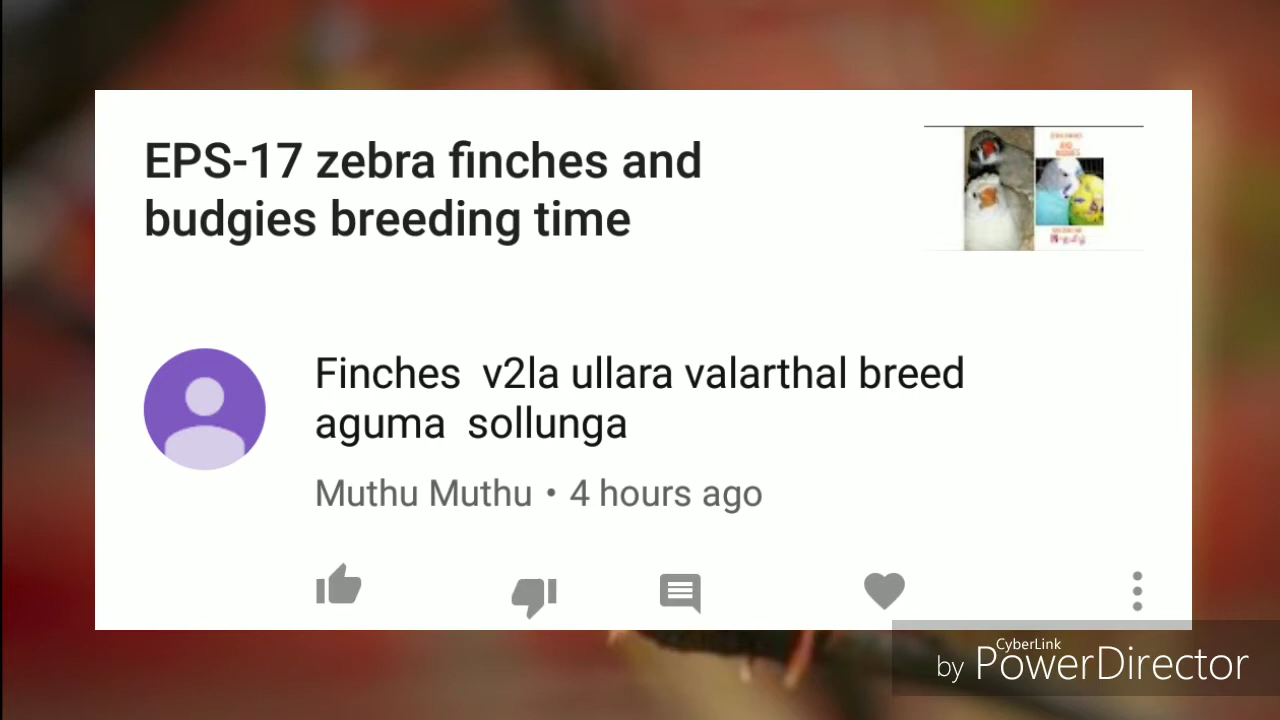 EPS-17 zebra finches and
budgies breeding time
Finches v2la ullara valarthal breed
aguma sollunga
Muthu Muthu • 4 hours ago
CyberLink
by PowerDirector